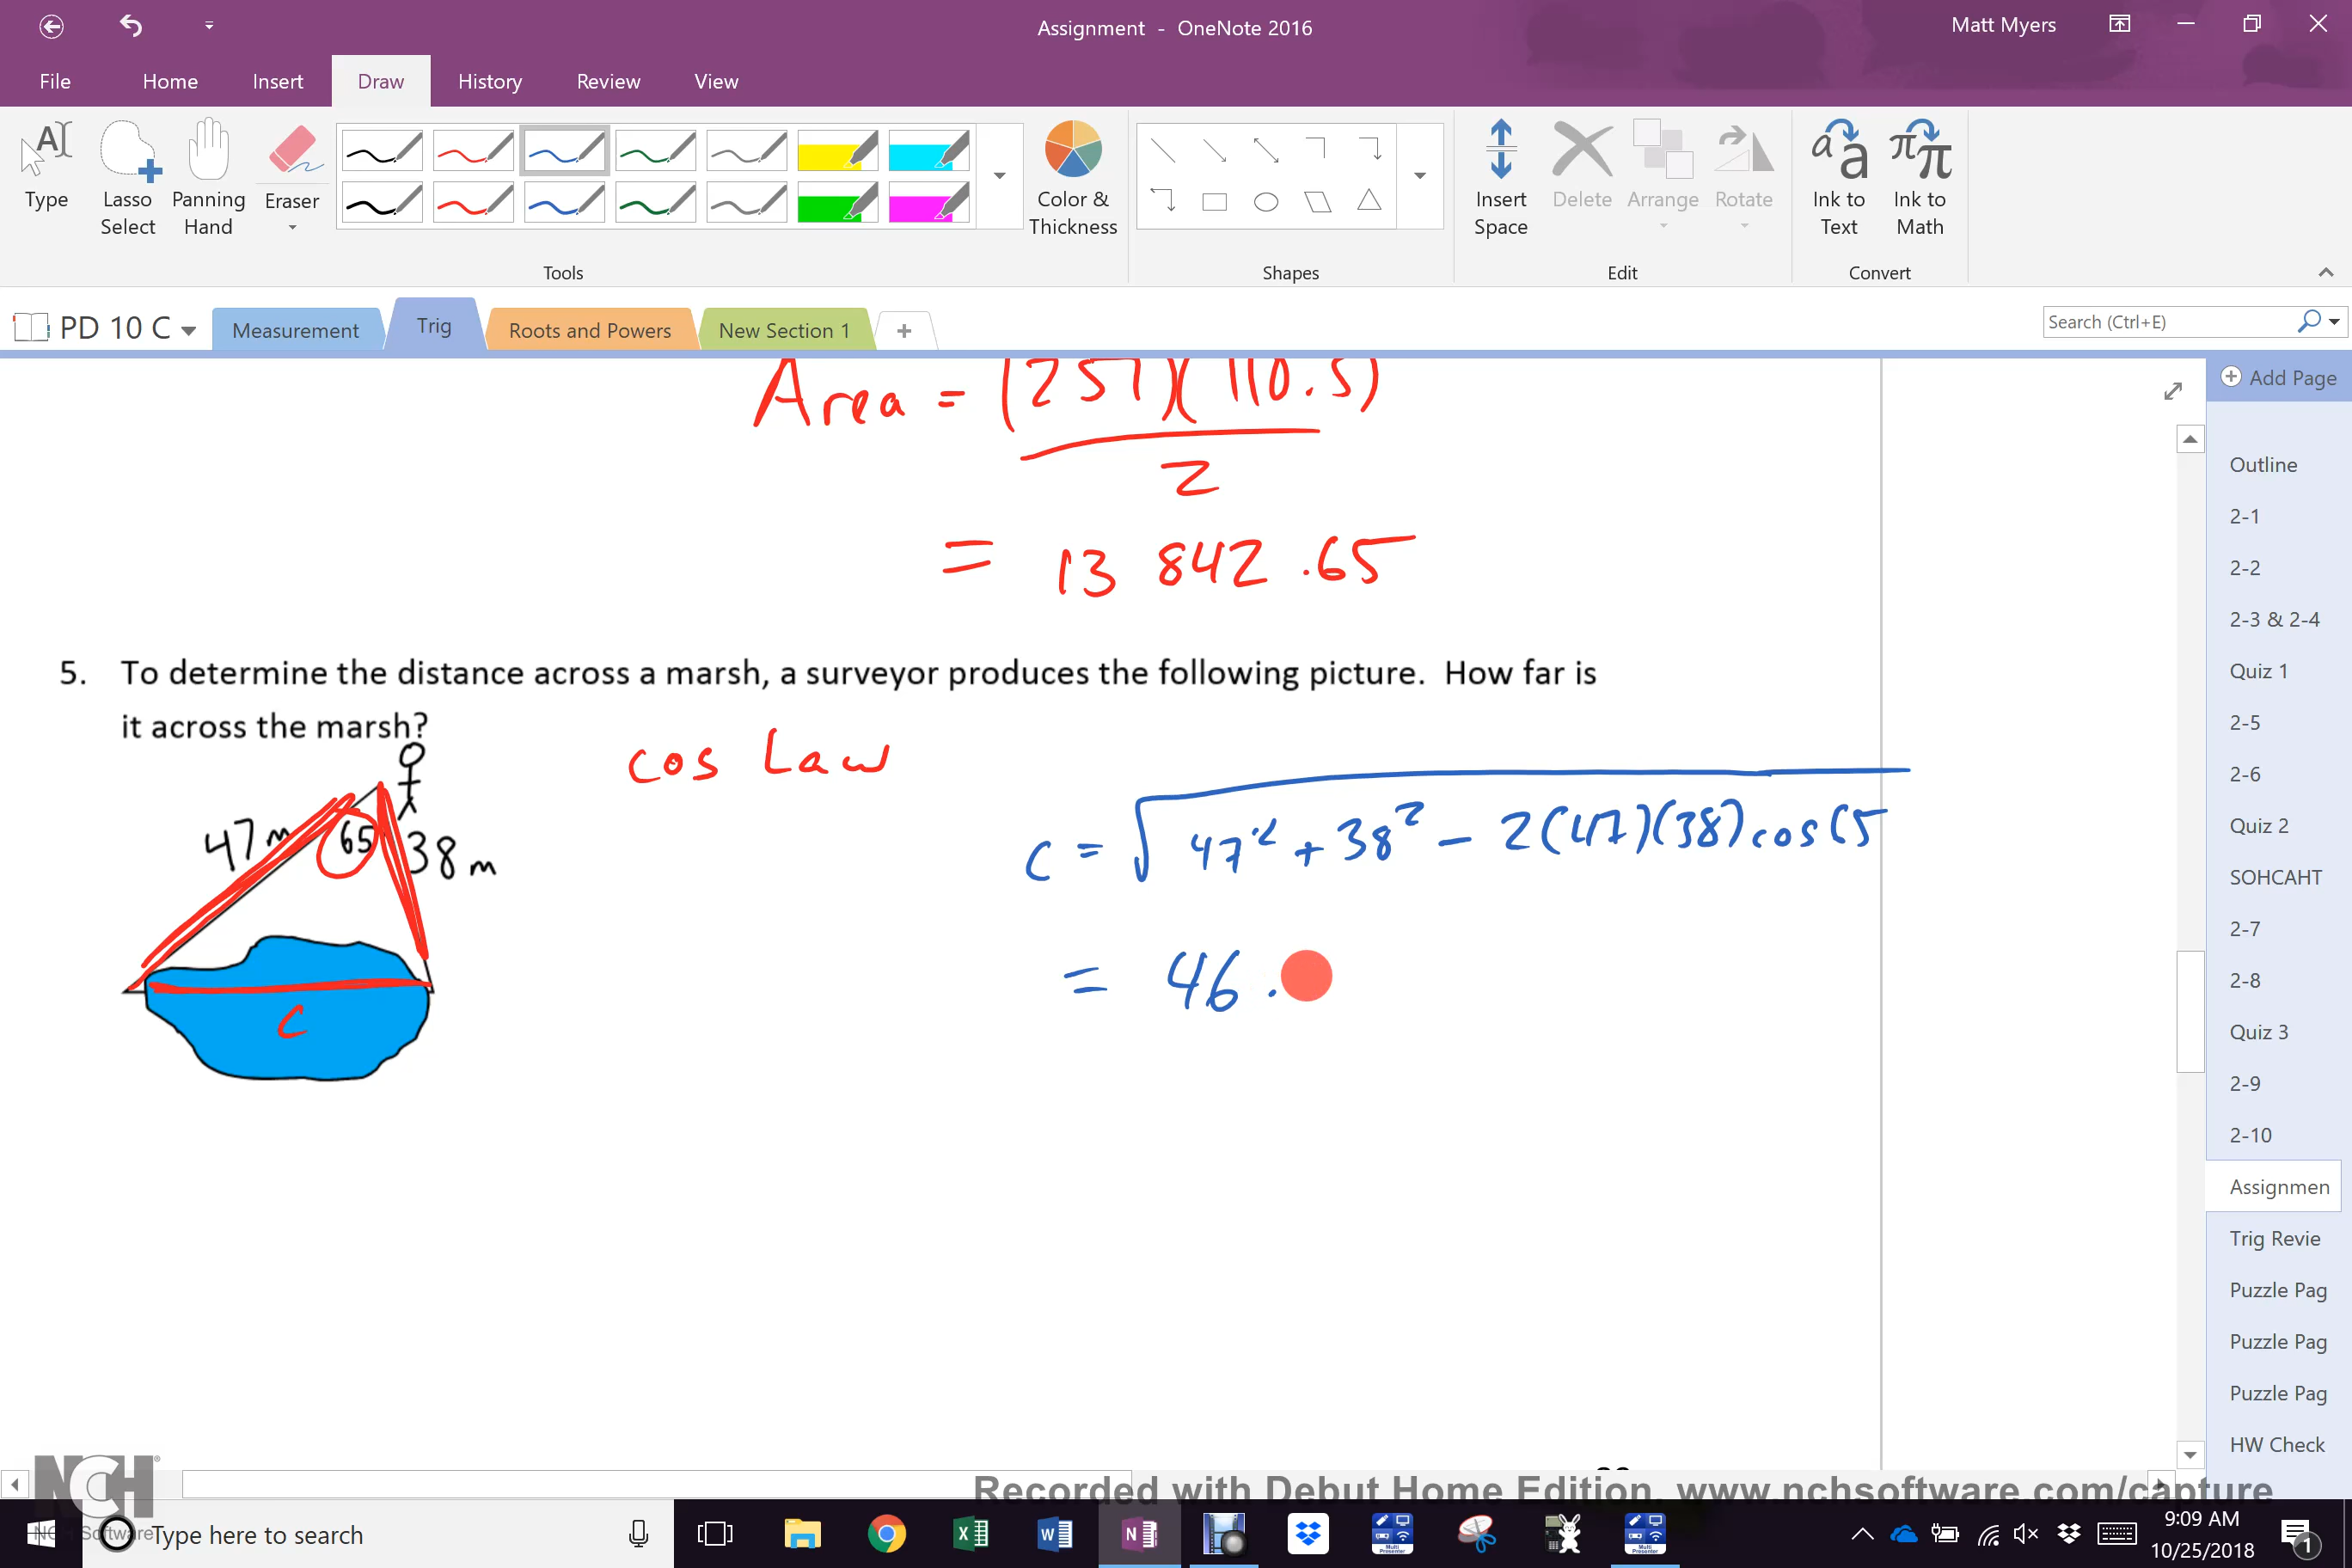 Assignment - OneNote 2016
Matt Myers
File Home Insert Draw History Review View
Type
Lasso Select
Panning Hand
Eraser
Color & Thickness
Insert Space
Delete
Arrange
Rotate
Ink to Text
Ink to Math
Tools
Shapes
Edit
Convert
PD 10 C
Measurement
Trig
Roots and Powers
New Section 1
Search (Ctrl+E)
Add Page
Outline
2-1
2-2
2-3 & 2-4
Quiz 1
2-5
2-6
Quiz 2
SOHCAHT
2-7
2-8
Quiz 3
2-9
2-10
Assignmen
Trig Revie
Puzzle Pag
Puzzle Pag
Puzzle Pag
HW Check
Area = (251)(110.5)
2
= 13 842.65
5. To determine the distance across a marsh, a surveyor produces the following picture. How far is
it across the marsh?
cos Law
47 m
65
38 m
c
c = √47² + 38² - 2(47)(38)cos65
= 46.
Recorded with Debut Home Edition. www.nchsoftware.com/capture
NCH
NCH Software
Type here to search
9:09 AM
10/25/2018
1